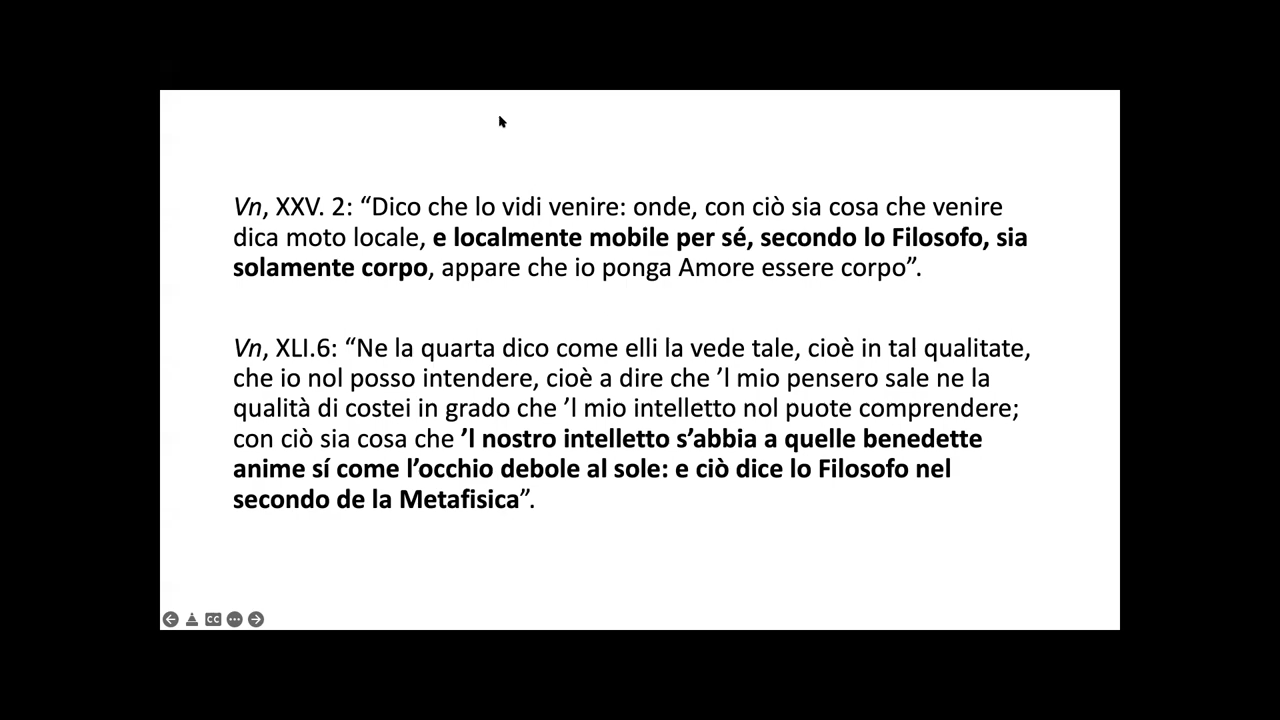 Vn, XXV. 2: “Dico che lo vidi venire: onde, con ciò sia cosa che venire
dica moto locale, e localmente mobile per sé, secondo lo Filosofo, sia
solamente corpo, appare che io ponga Amore essere corpo”.
Vn, XLI.6: “Ne la quarta dico come elli la vede tale, cioè in tal qualitate,
che io nol posso intendere, cioè a dire che ’l mio pensero sale ne la
qualità di costei in grado che ’l mio intelletto nol puote comprendere;
con ciò sia cosa che ’l nostro intelletto s’abbia a quelle benedette
anime sí come l’occhio debole al sole: e ciò dice lo Filosofo nel
secondo de la Metafisica”.
CC